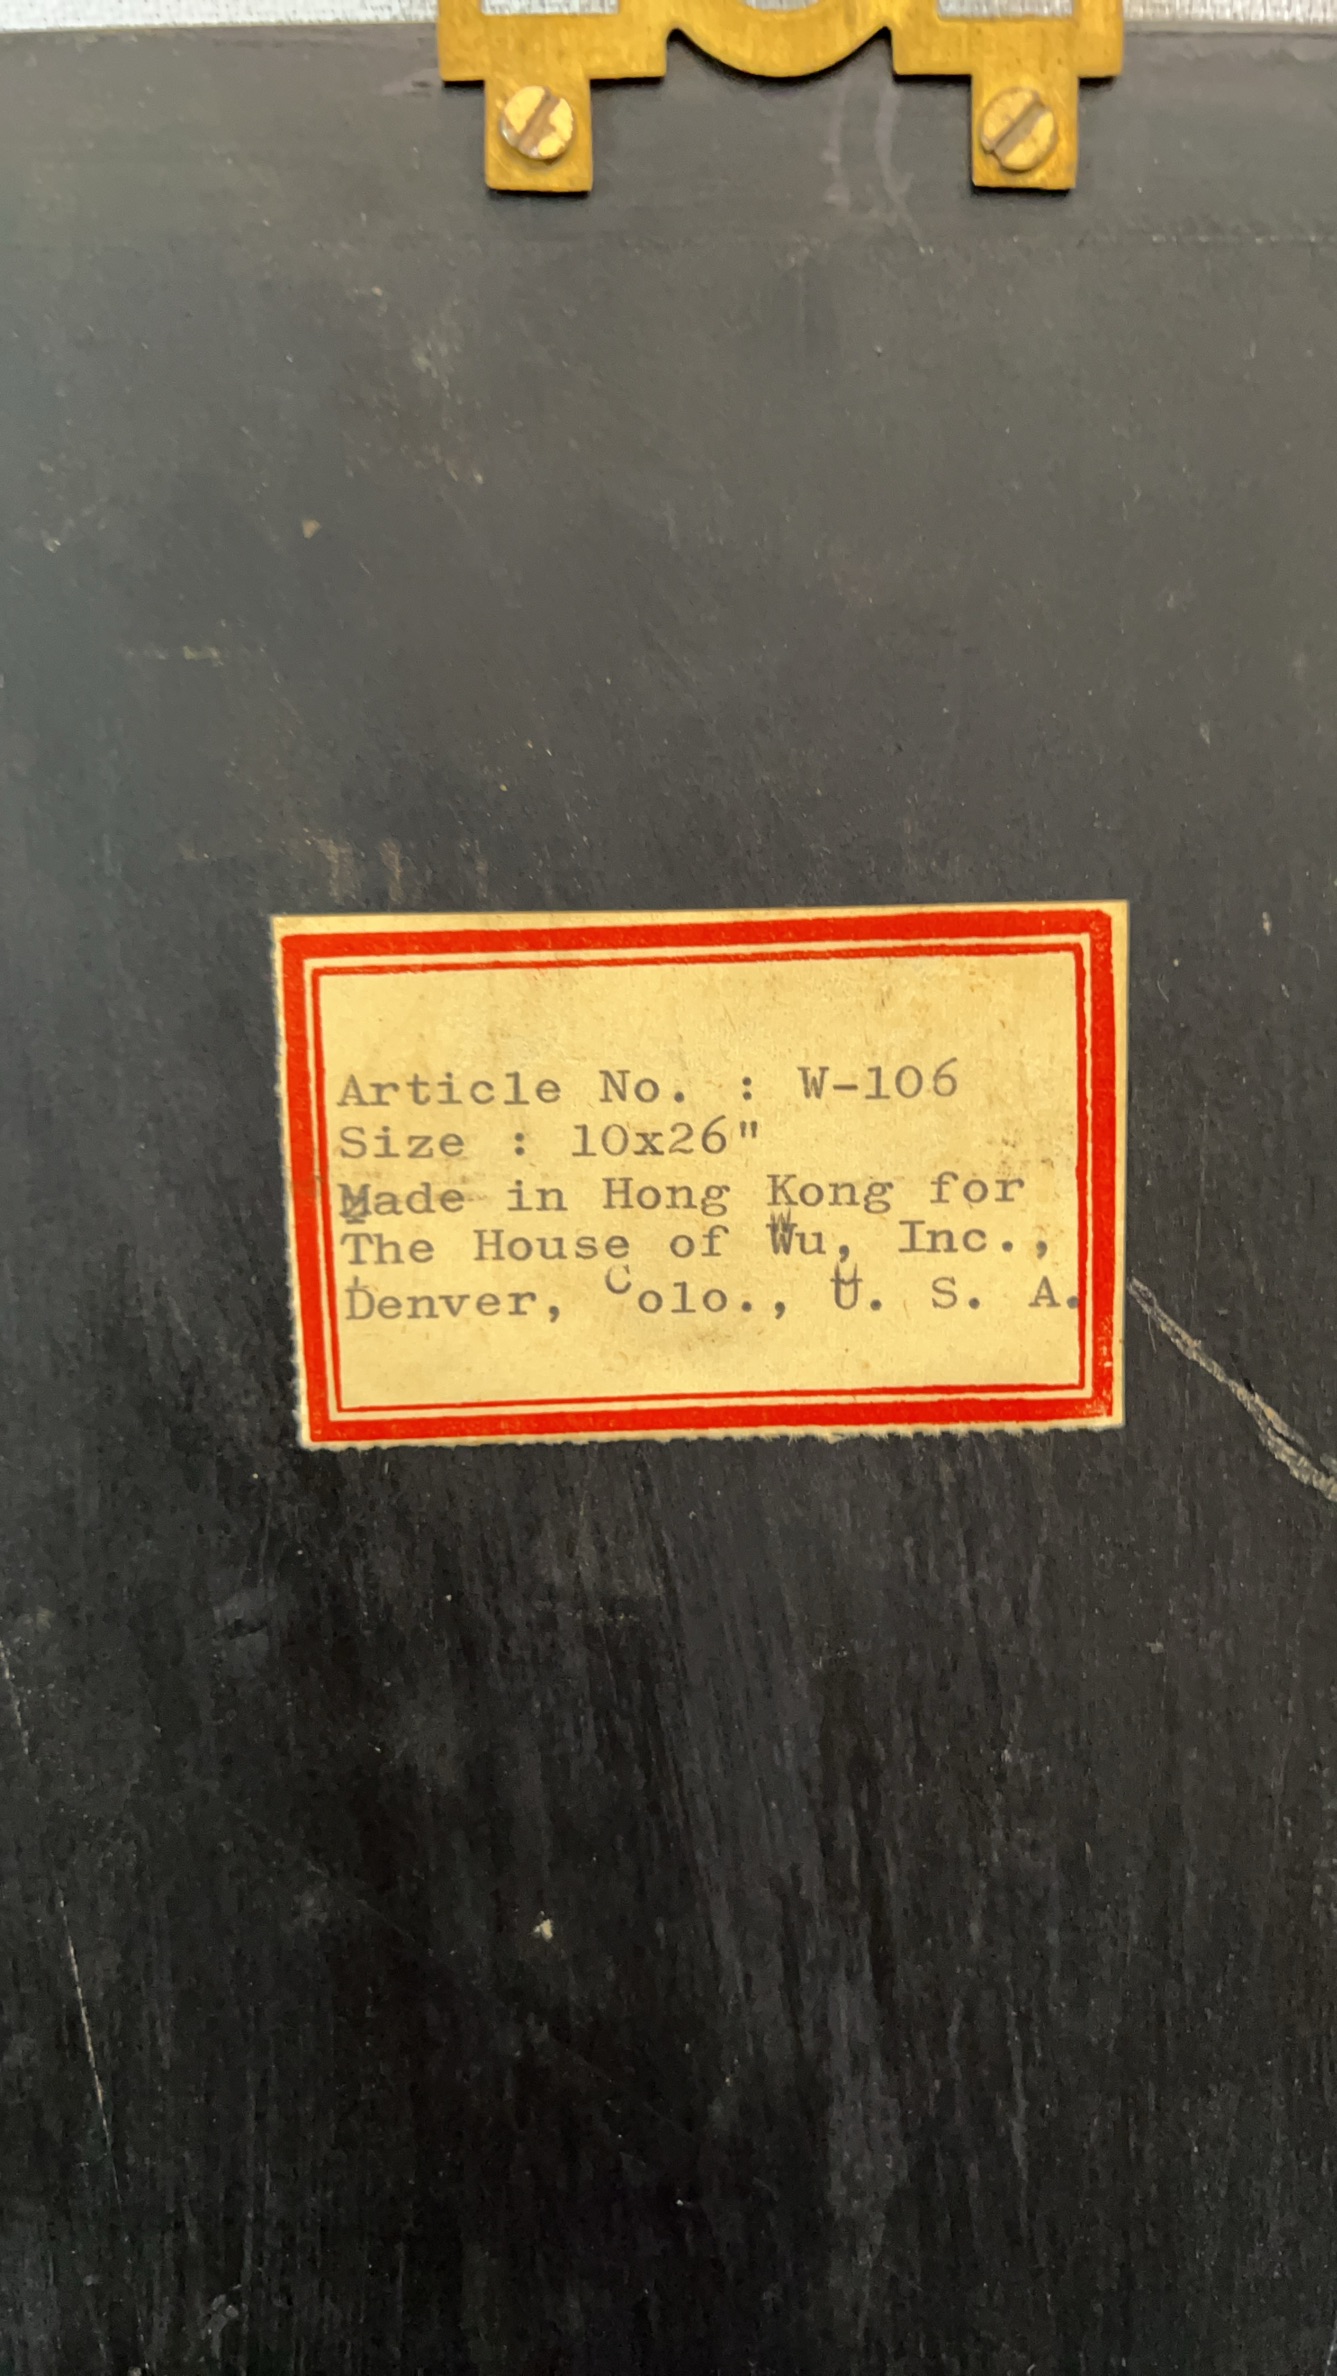 Article No. : W-106
Size : 10x26"
Made in Hong Kong for
The House of Wu, Inc.,
Denver, Colo., U. S. A.